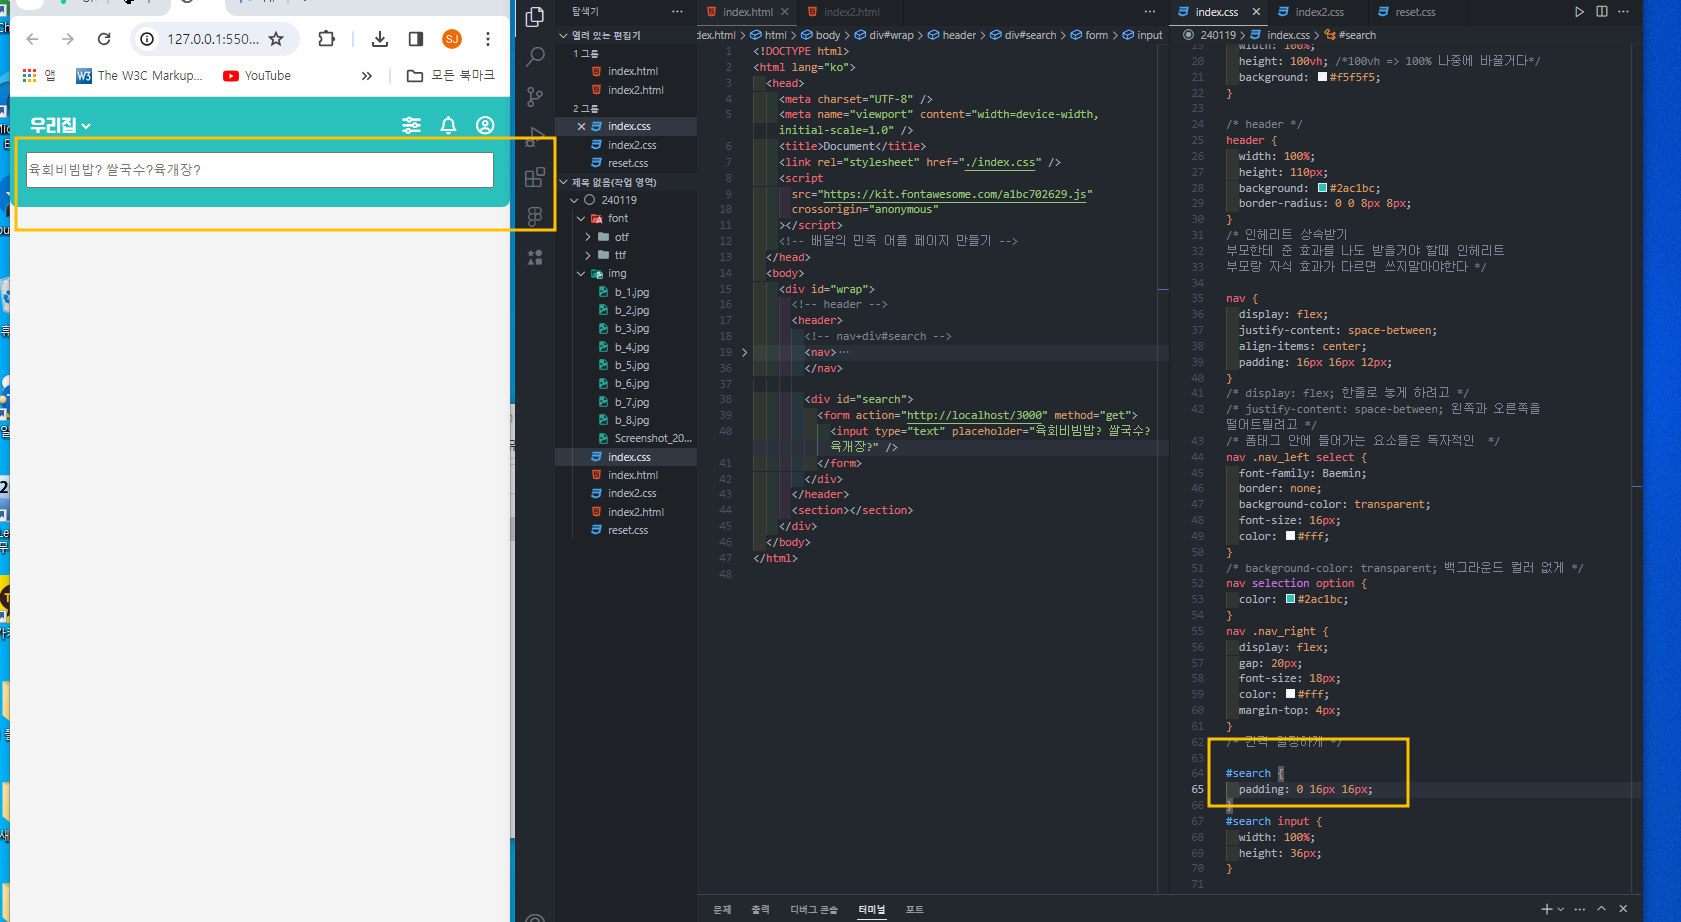 127.0.0.1:550...
SJ
앱
The W3C Markup...
YouTube
모든 북마크
우리집
육회비빔밥? 쌀국수?육개장?
탐색기
열려 있는 편집기
1 그룹
index.html
index2.html
2 그룹
index.css
index2.css
reset.css
제목 없음(작업 영역)
240119
font
otf
ttf
img
b_1.jpg
b_2.jpg
b_3.jpg
b_4.jpg
b_5.jpg
b_6.jpg
b_7.jpg
b_8.jpg
Screenshot_20...
index.css
index.html
index2.css
index2.html
reset.css
index.html
index2.html
dex.html > html > body > div#wrap > header > div#search > form > input
1 <!DOCTYPE html>
2 <html lang="ko">
3 <head>
4 <meta charset="UTF-8" />
5 <meta name="viewport" content="width=device-width,
initial-scale=1.0" />
6 <title>Document</title>
7 <link rel="stylesheet" href="./index.css" />
8 <script
9 src="https://kit.fontawesome.com/a1bc702629.js"
10 crossorigin="anonymous"
11 ></script>
12 <!-- 배달의 민족 어플 페이지 만들기 -->
13 </head>
14 <body>
15 <div id="wrap">
16 <!-- header -->
17 <header>
18 <!-- nav+div#search -->
19 <nav>…
36 </nav>
37
38 <div id="search">
39 <form action="http://localhost/3000" method="get">
40 <input type="text" placeholder="육회비빔밥? 쌀국수?
육개장?" />
41 </form>
42 </div>
43 </header>
44 <section></section>
45 </div>
46 </body>
47 </html>
48
index.css
index2.css
reset.css
240119 > index.css > #search
19 width: 100%;
20 height: 100vh; /*100vh => 100% 나중에 바꿀거다*/
21 background: #f5f5f5;
22 }
23
24 /* header */
25 header {
26 width: 100%;
27 height: 110px;
28 background: #2ac1bc;
29 border-radius: 0 0 8px 8px;
30 }
31 /* 인헤리트 상속받기
32 부모한테 준 효과를 나도 받을거야 할때 인헤리트
33 부모랑 자식 효과가 다르면 쓰지말아야한다 */
34
35 nav {
36 display: flex;
37 justify-content: space-between;
38 align-items: center;
39 padding: 16px 16px 12px;
40 }
41 /* display: flex; 한줄로 놓게 하려고 */
42 /* justify-content: space-between; 왼쪽과 오른쪽을
떨어트릴려고 */
43 /* 폼태그 안에 들어가는 요소들은 독자적인 */
44 nav .nav_left select {
45 font-family: Baemin;
46 border: none;
47 background-color: transparent;
48 font-size: 16px;
49 color: #fff;
50 }
51 /* background-color: transparent; 백그라운드 컬러 없게 */
52 nav selection option {
53 color: #2ac1bc;
54 }
55 nav .nav_right {
56 display: flex;
57 gap: 20px;
58 font-size: 18px;
59 color: #fff;
60 margin-top: 4px;
61 }
62 /* 간격 일정하게 */
63
64 #search {
65 padding: 0 16px 16px;
66 }
67 #search input {
68 width: 100%;
69 height: 36px;
70 }
71
문제 출력 디버그 콘솔 터미널 포트